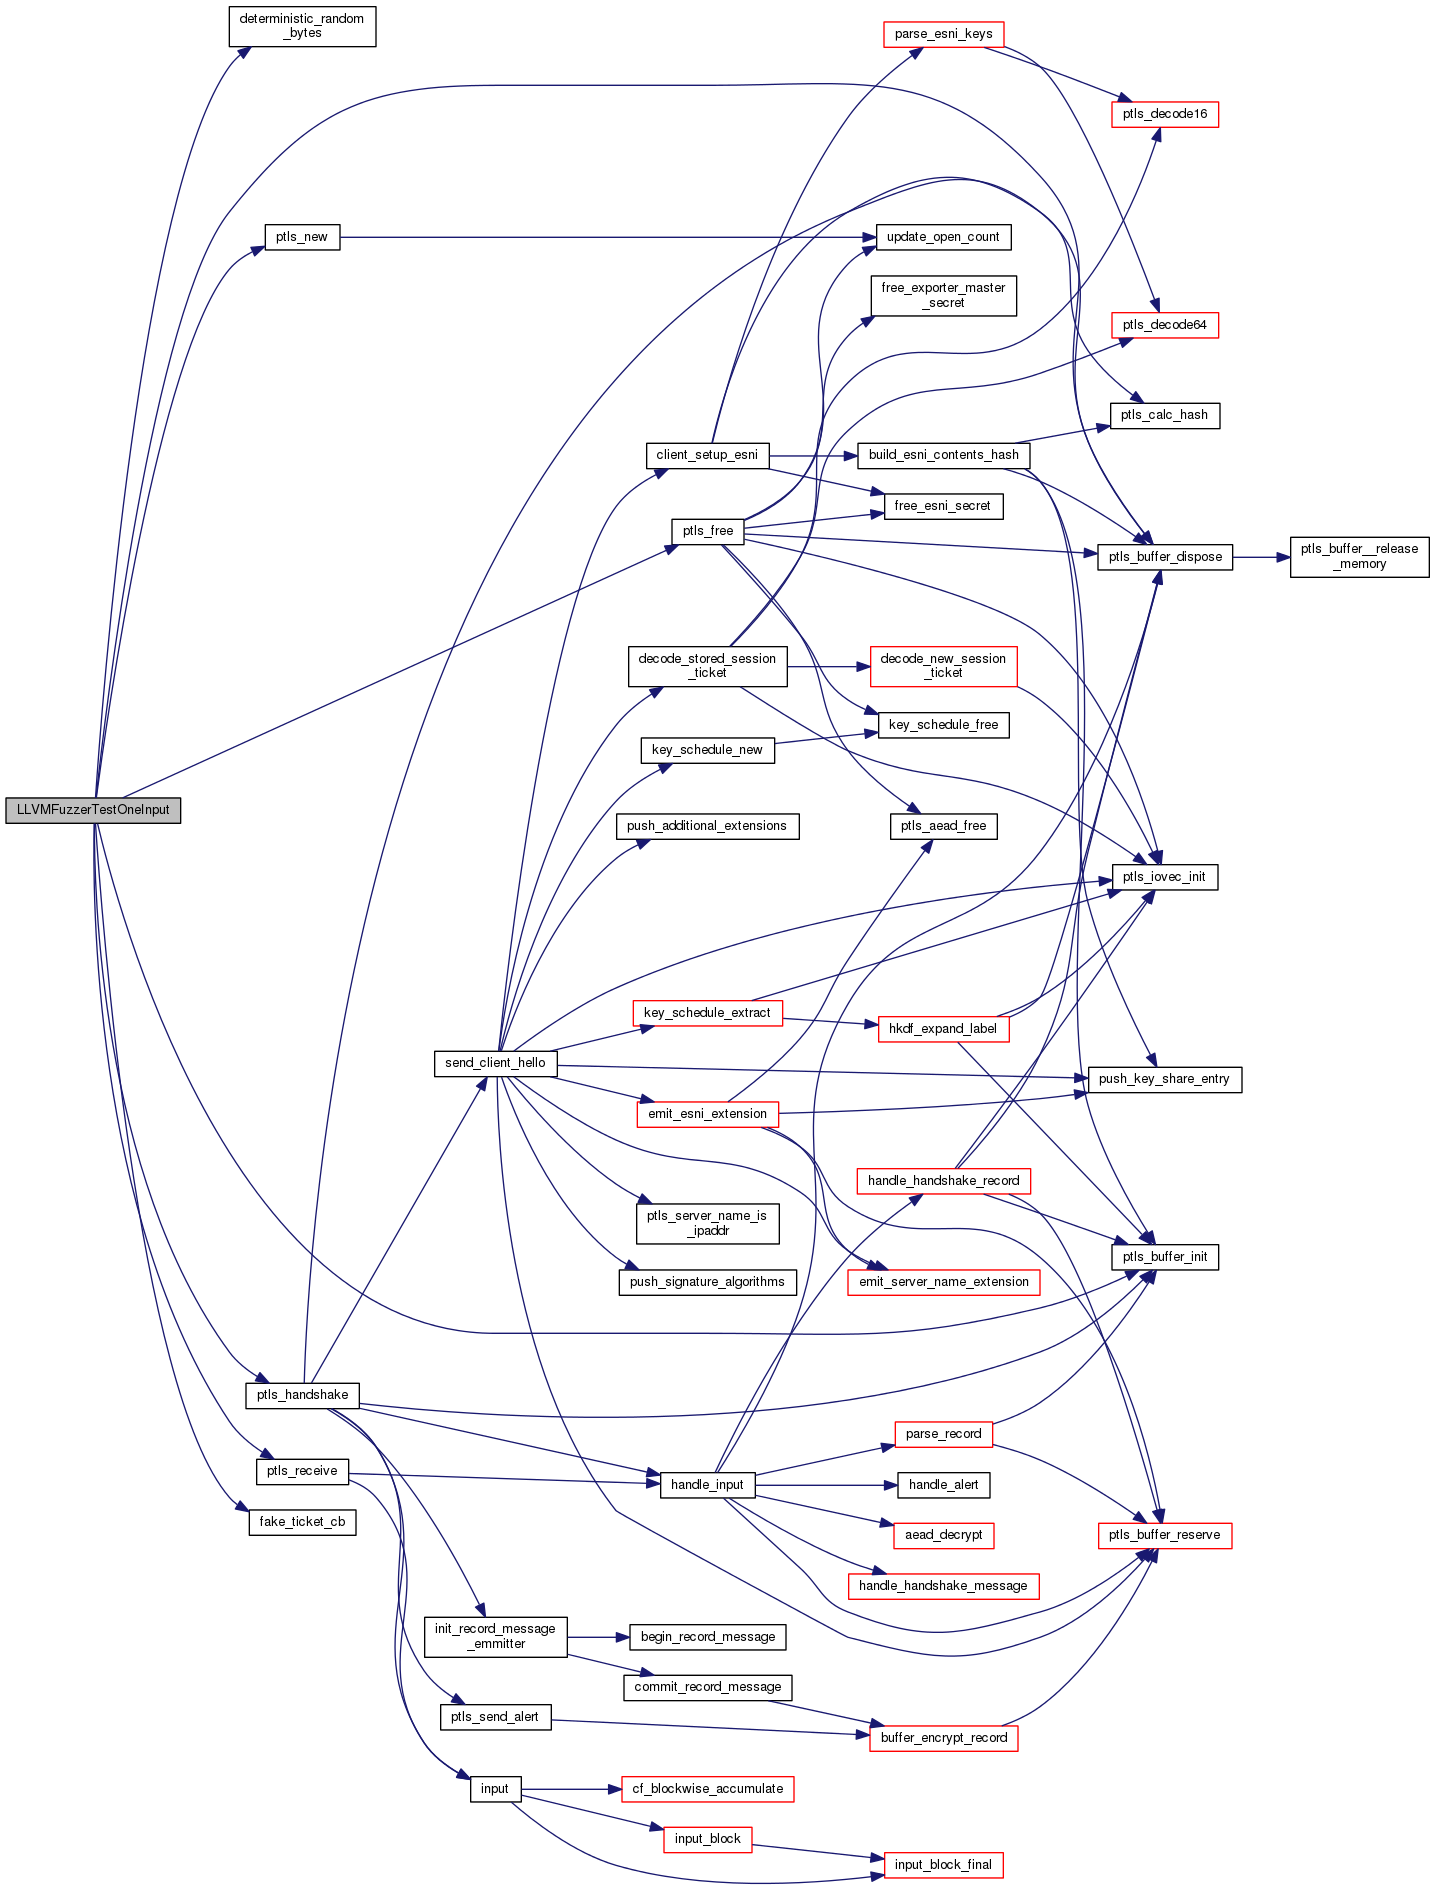 deterministic_random
_bytes
parse_esni_keys
ptls_decode16
ptls_new
update_open_count
free_exporter_master
_secret
ptls_decode64
ptls_calc_hash
client_setup_esni
build_esni_contents_hash
free_esni_secret
ptls_free
ptls_buffer_dispose
ptls_buffer__release
_memory
decode_stored_session
_ticket
decode_new_session
_ticket
key_schedule_free
key_schedule_new
LLVMFuzzerTestOneInput
push_additional_extensions
ptls_aead_free
ptls_iovec_init
key_schedule_extract
hkdf_expand_label
send_client_hello
push_key_share_entry
emit_esni_extension
handle_handshake_record
ptls_server_name_is
_ipaddr
ptls_buffer_init
push_signature_algorithms
emit_server_name_extension
ptls_handshake
parse_record
ptls_receive
handle_input
handle_alert
fake_ticket_cb
aead_decrypt
ptls_buffer_reserve
handle_handshake_message
init_record_message
_emmitter
begin_record_message
commit_record_message
ptls_send_alert
buffer_encrypt_record
input
cf_blockwise_accumulate
input_block
input_block_final